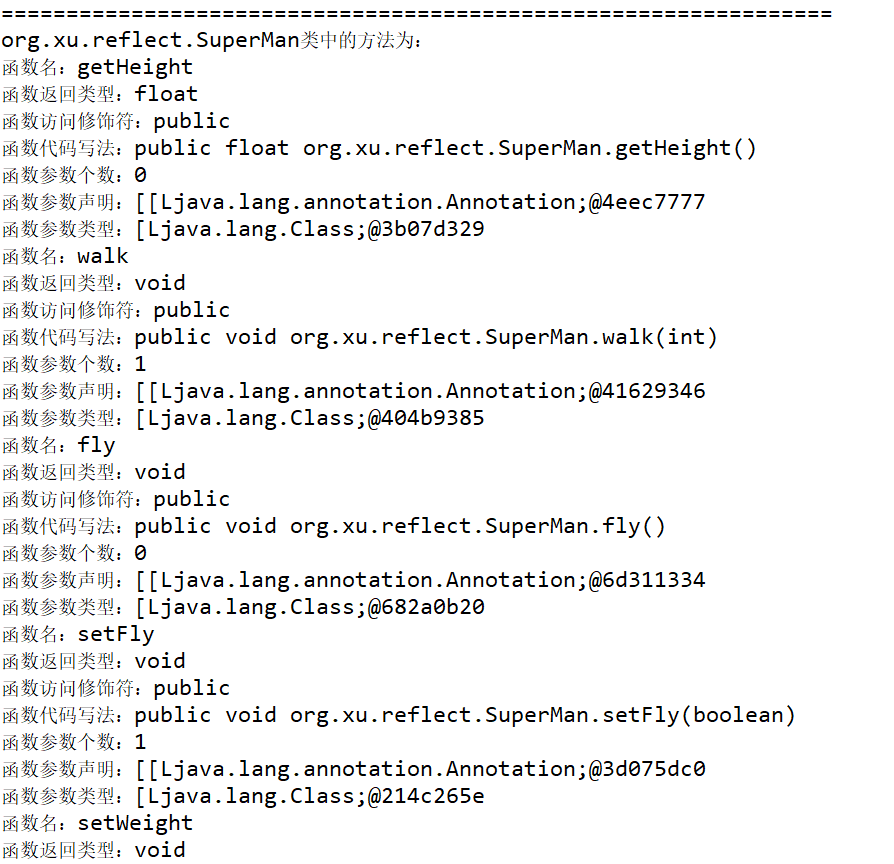 =================================================================
org.xu.reflect.SuperMan类中的方法为:
函数名：getHeight
函数返回类型：float
函数访问修饰符：public
函数代码写法：public float org.xu.reflect.SuperMan.getHeight()
函数参数个数：0
函数参数声明：[[Ljava.lang.annotation.Annotation;@4eec7777
函数参数类型：[Ljava.lang.Class;@3b07d329
函数名：walk
函数返回类型：void
函数访问修饰符：public
函数代码写法：public void org.xu.reflect.SuperMan.walk(int)
函数参数个数：1
函数参数声明：[[Ljava.lang.annotation.Annotation;@41629346
函数参数类型：[Ljava.lang.Class;@404b9385
函数名：fly
函数返回类型：void
函数访问修饰符：public
函数代码写法：public void org.xu.reflect.SuperMan.fly()
函数参数个数：0
函数参数声明：[[Ljava.lang.annotation.Annotation;@6d311334
函数参数类型：[Ljava.lang.Class;@682a0b20
函数名：setFly
函数返回类型：void
函数访问修饰符：public
函数代码写法：public void org.xu.reflect.SuperMan.setFly(boolean)
函数参数个数：1
函数参数声明：[[Ljava.lang.annotation.Annotation;@3d075dc0
函数参数类型：[Ljava.lang.Class;@214c265e
函数名：setWeight
函数返回类型：void